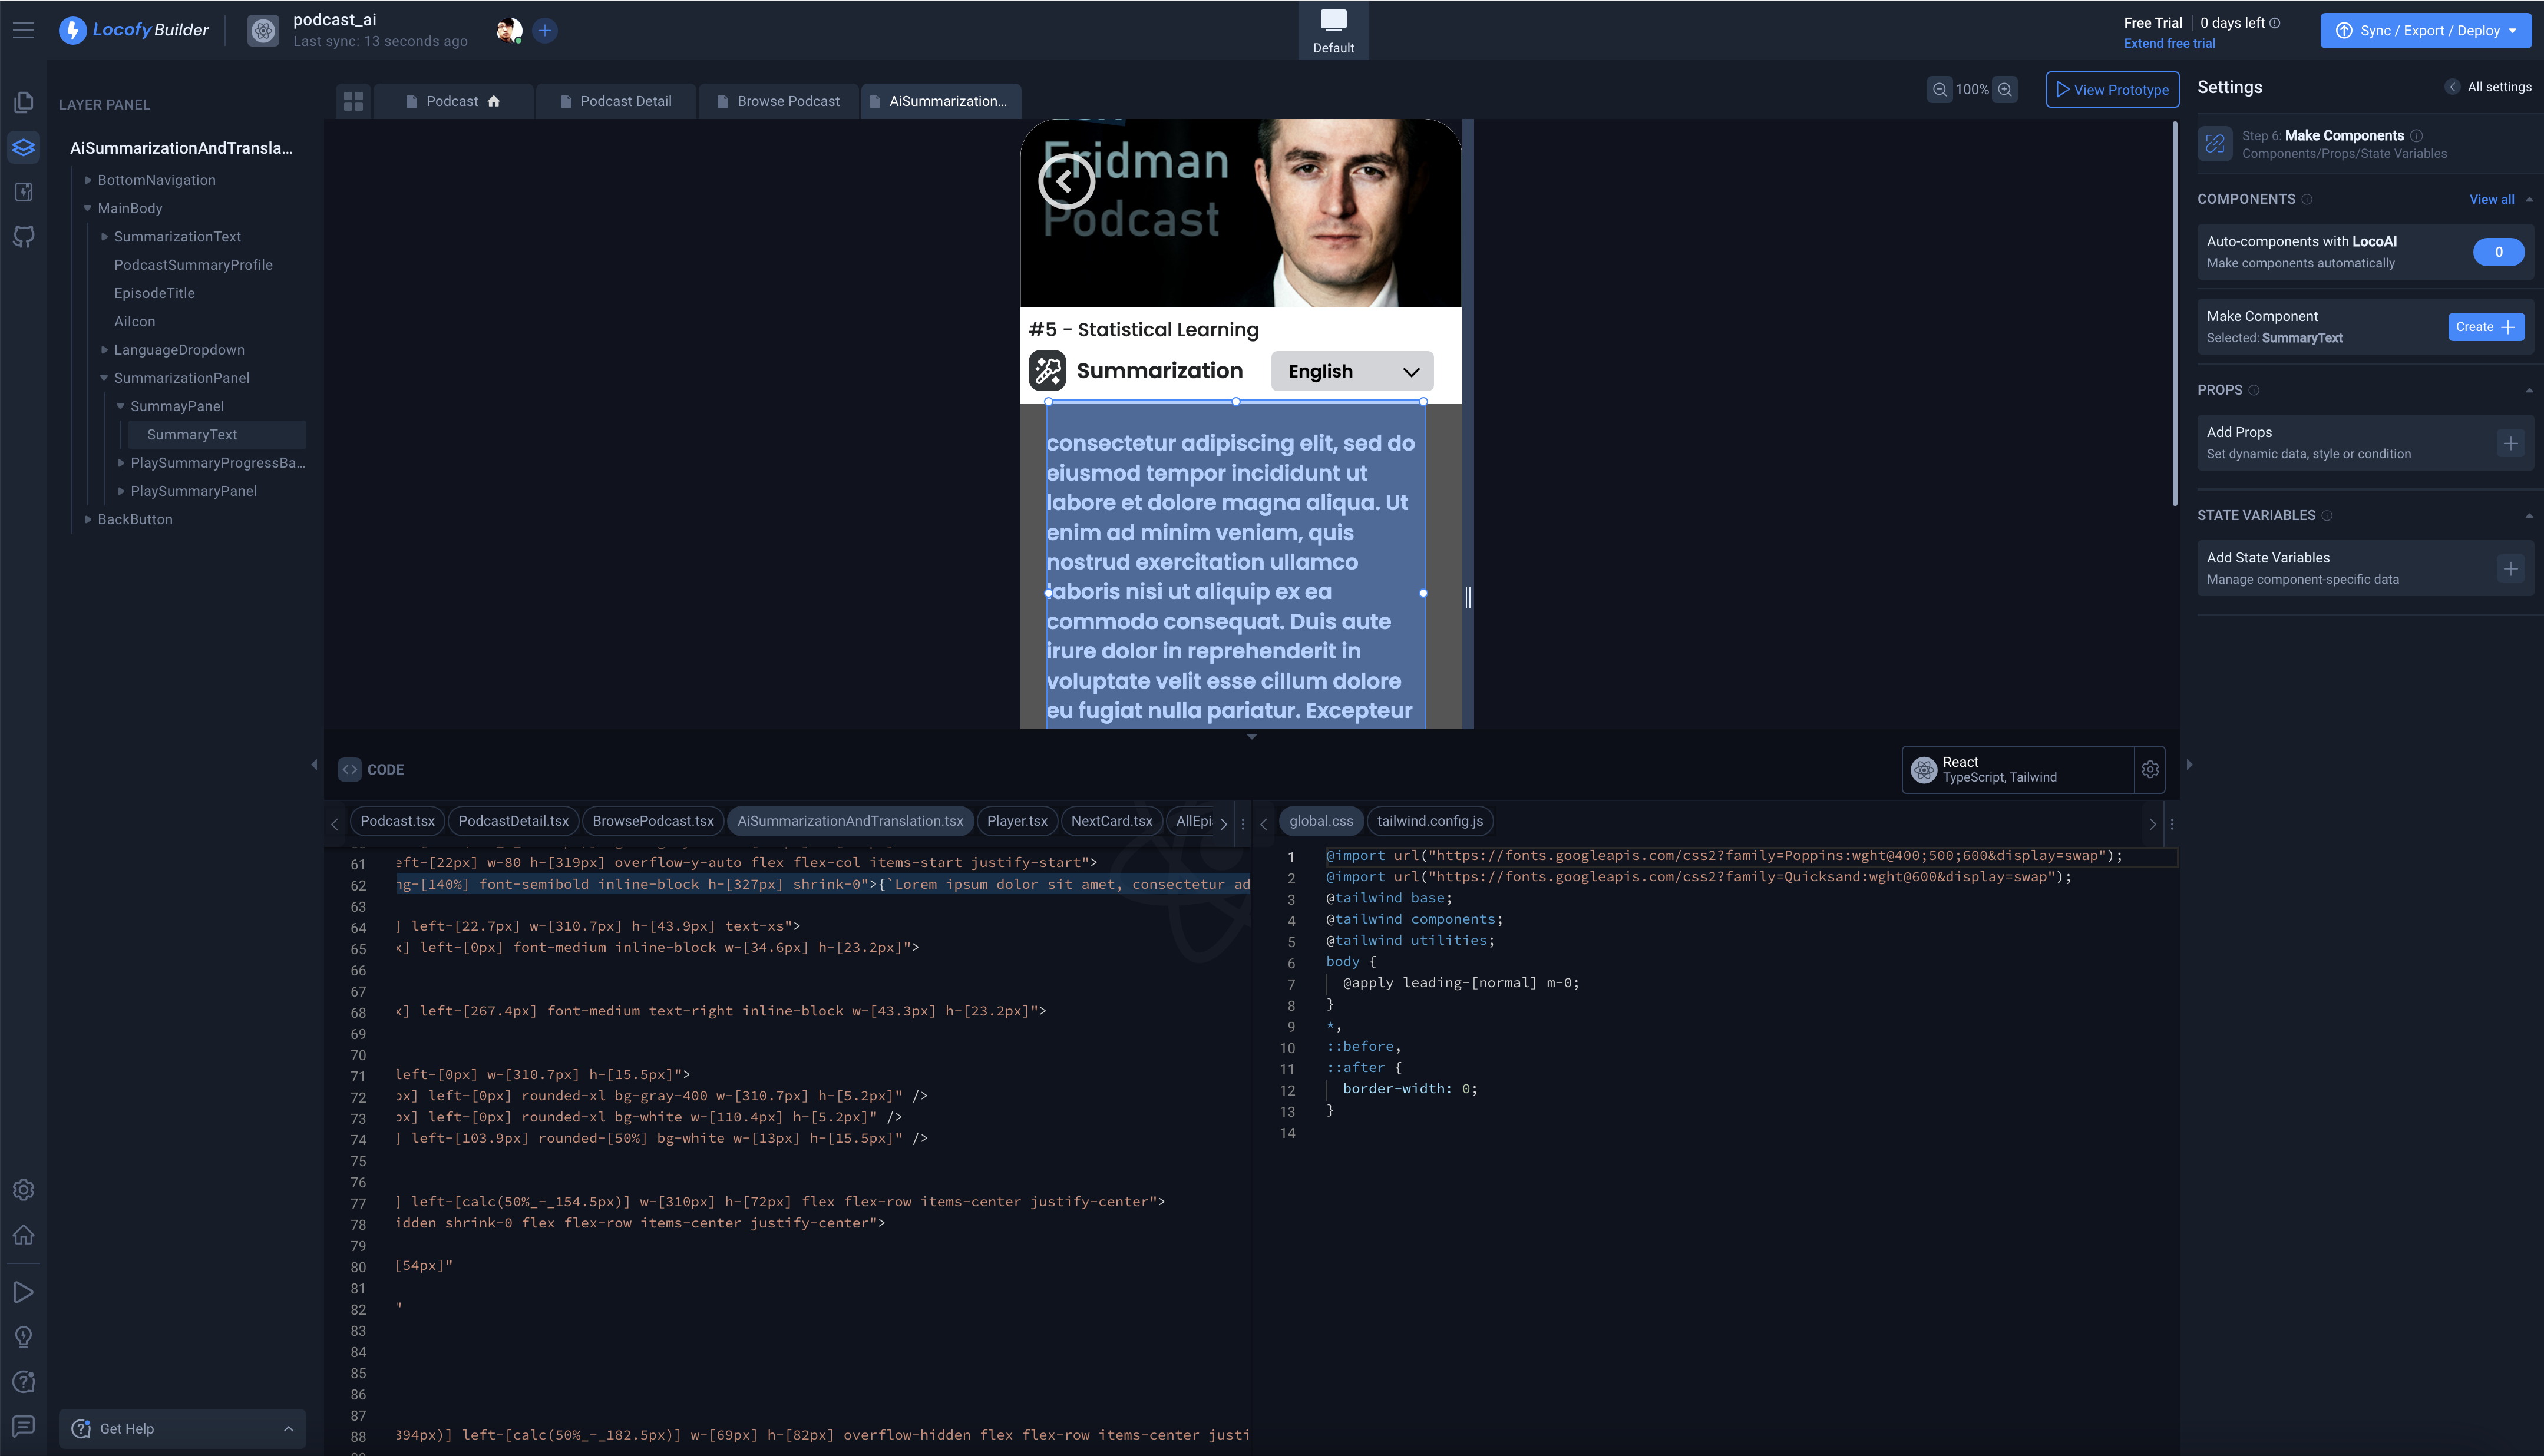 Locofy Builder
podcast_ai
Last sync: 13 seconds ago
Default
Free Trial
0 days left
Extend free trial
Sync / Export / Deploy
LAYER PANEL
AiSummarizationAndTransla...
BottomNavigation
MainBody
SummarizationText
PodcastSummaryProfile
EpisodeTitle
AiIcon
LanguageDropdown
SummarizationPanel
SummayPanel
SummaryText
PlaySummaryProgressBa...
PlaySummaryPanel
BackButton
Get Help
Podcast
Podcast Detail
Browse Podcast
AiSummarization...
100%
View Prototype
Fridman
Podcast
#5 - Statistical Learning
Summarization
English
consectetur adipiscing elit, sed do
eiusmod tempor incididunt ut
labore et dolore magna aliqua. Ut
enim ad minim veniam, quis
nostrud exercitation ullamco
laboris nisi ut aliquip ex ea
commodo consequat. Duis aute
irure dolor in reprehenderit in
voluptate velit esse cillum dolore
eu fugiat nulla pariatur. Excepteur
Settings
All settings
Step 6: Make Components
Components/Props/State Variables
COMPONENTS
View all
Auto-components with LocoAI
Make components automatically
0
Make Component
Selected: SummaryText
Create
PROPS
Add Props
Set dynamic data, style or condition
STATE VARIABLES
Add State Variables
Manage component-specific data
<> CODE
React
TypeScript, Tailwind
Podcast.tsx
PodcastDetail.tsx
BrowsePodcast.tsx
AiSummarizationAndTranslation.tsx
Player.tsx
NextCard.tsx
AllEpi
61 eft-[22px] w-80 h-[319px] overflow-y-auto flex flex-col items-start justify-start">
62 ng-[140%] font-semibold inline-block h-[327px] shrink-0">{`Lorem ipsum dolor sit amet, consectetur ad
63
64 ] left-[22.7px] w-[310.7px] h-[43.9px] text-xs">
65 x] left-[0px] font-medium inline-block w-[34.6px] h-[23.2px]">
66
67
68 x] left-[267.4px] font-medium text-right inline-block w-[43.3px] h-[23.2px]">
69
70
71 left-[0px] w-[310.7px] h-[15.5px]">
72 px] left-[0px] rounded-xl bg-gray-400 w-[310.7px] h-[5.2px]" />
73 px] left-[0px] rounded-xl bg-white w-[110.4px] h-[5.2px]" />
74 ] left-[103.9px] rounded-[50%] bg-white w-[13px] h-[15.5px]" />
75
76
77 ] left-[calc(50%_-_154.5px)] w-[310px] h-[72px] flex flex-row items-center justify-center">
78 idden shrink-0 flex flex-row items-center justify-center">
79
80 [54px]"
81
82 "
83
84
85
86
87
88 394px)] left-[calc(50%_-_182.5px)] w-[69px] h-[82px] overflow-hidden flex flex-row items-center justi
global.css
tailwind.config.js
1 @import url("https://fonts.googleapis.com/css2?family=Poppins:wght@400;500;600&display=swap");
2 @import url("https://fonts.googleapis.com/css2?family=Quicksand:wght@600&display=swap");
3 @tailwind base;
4 @tailwind components;
5 @tailwind utilities;
6 body {
7 @apply leading-[normal] m-0;
8 }
9 *,
10 ::before,
11 ::after {
12 border-width: 0;
13 }
14